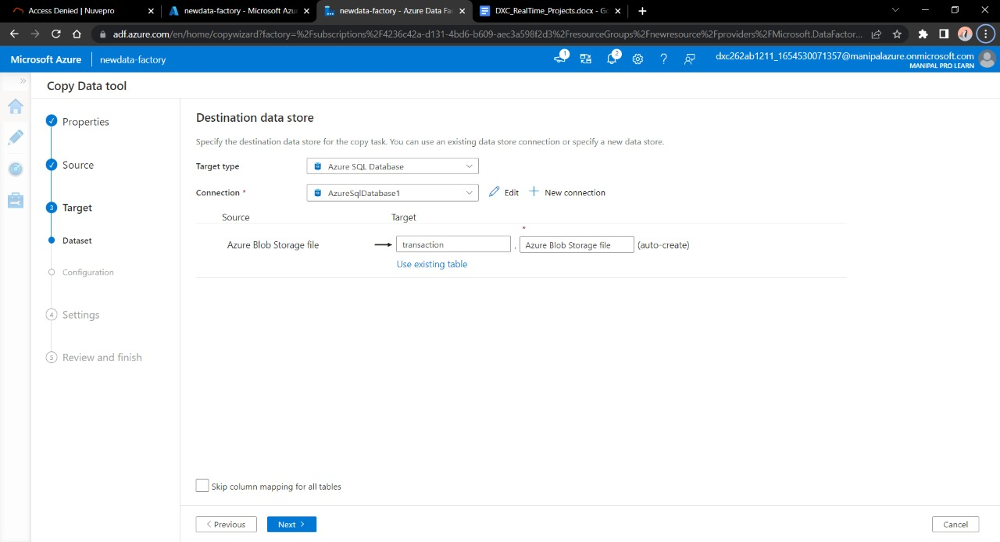 Access Denied | Nuvepro
newdata-factory - Microsoft Azu
newdata-factory - Azure Data Fa
DXC_RealTime_Projects.docx - Go
adf.azure.com/en/home/copywizard?factory=%2Fsubscriptions%2F4236c42a-d131-4bd6-b609-aec3a598f2d3%2FresourceGroups%2Fnewresource%2Fproviders%2FMicrosoft.DataFactor...
Microsoft Azure
newdata-factory
1
2
dxc262ab1211_1654530071357@manipalazure.onmicrosoft.com
MANIPAL PRO LEARN
Copy Data tool
Properties
Source
3 Target
Dataset
Configuration
4 Settings
5 Review and finish
Destination data store
Specify the destination data store for the copy task. You can use an existing data store connection or specify a new data store.
Target type
Azure SQL Database
Connection *
AzureSqlDatabase1
Edit
New connection
Source
Target
*
Azure Blob Storage file
transaction . Azure Blob Storage file (auto-create)
Use existing table
Skip column mapping for all tables
< Previous
Next >
Cancel